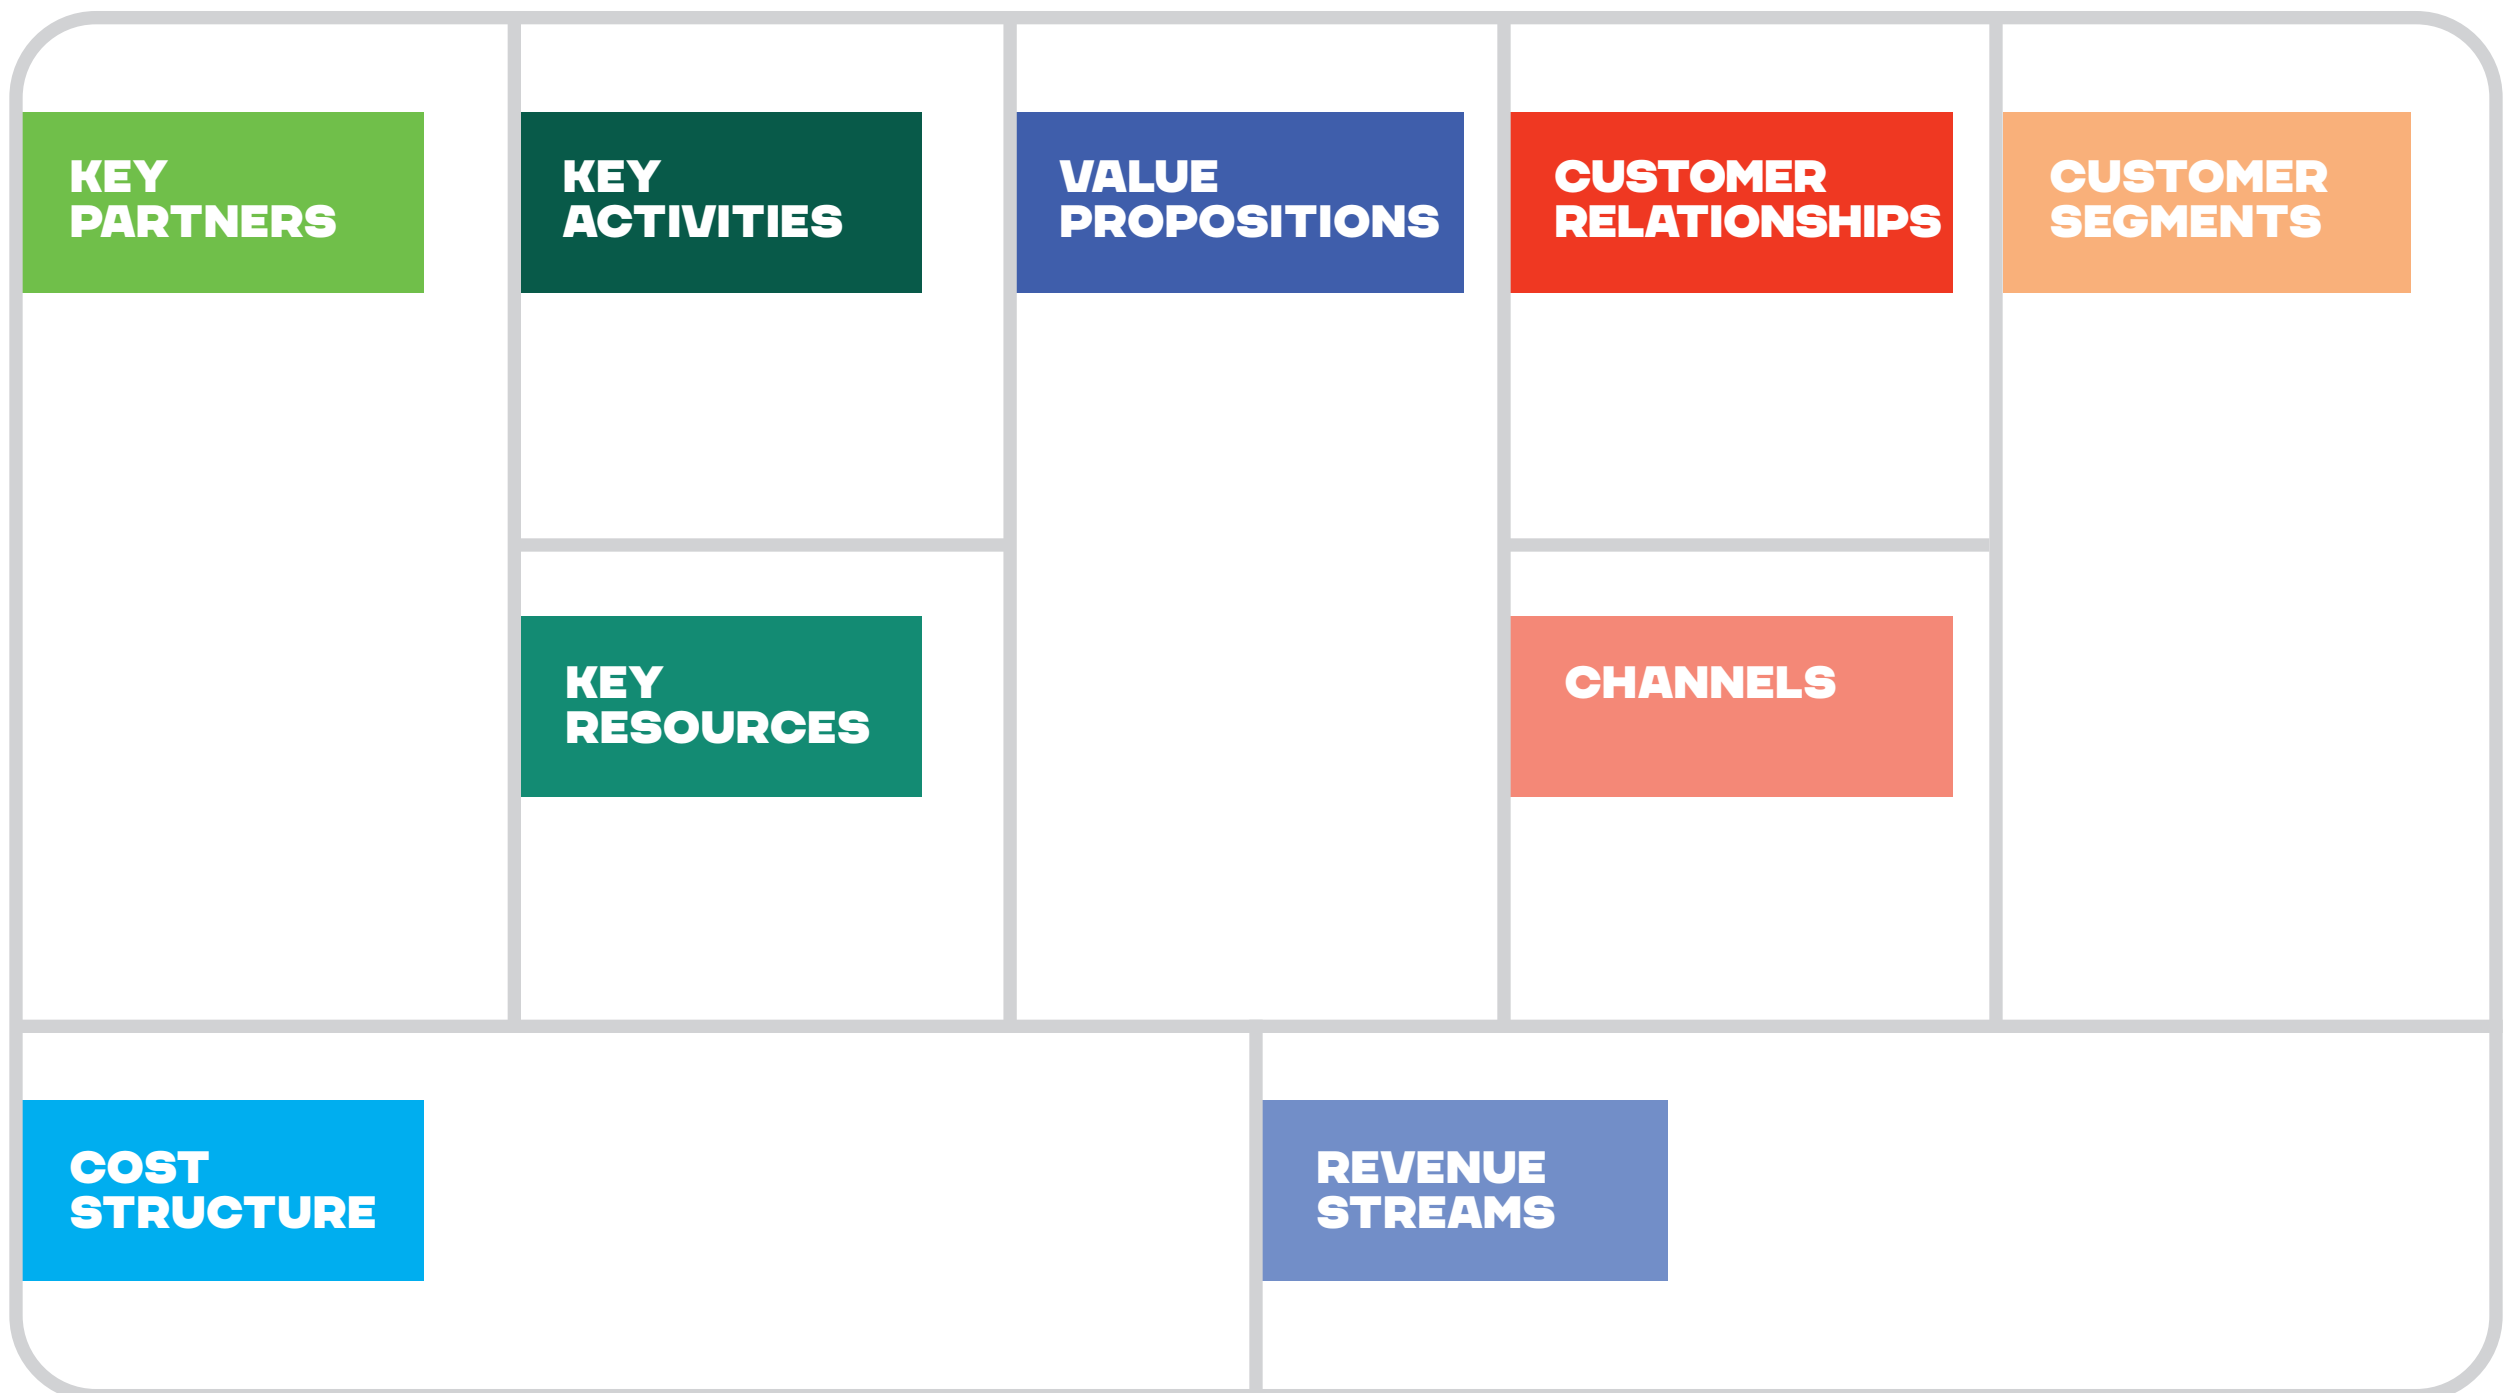 KEY
PARTNERS
KEY
ACTIVITIES
VALUE
PROPOSITIONS
CUSTOMER
RELATIONSHIPS
CUSTOMER
SEGMENTS
KEY
RESOURCES
CHANNELS
COST
STRUCTURE
REVENUE
STREAMS